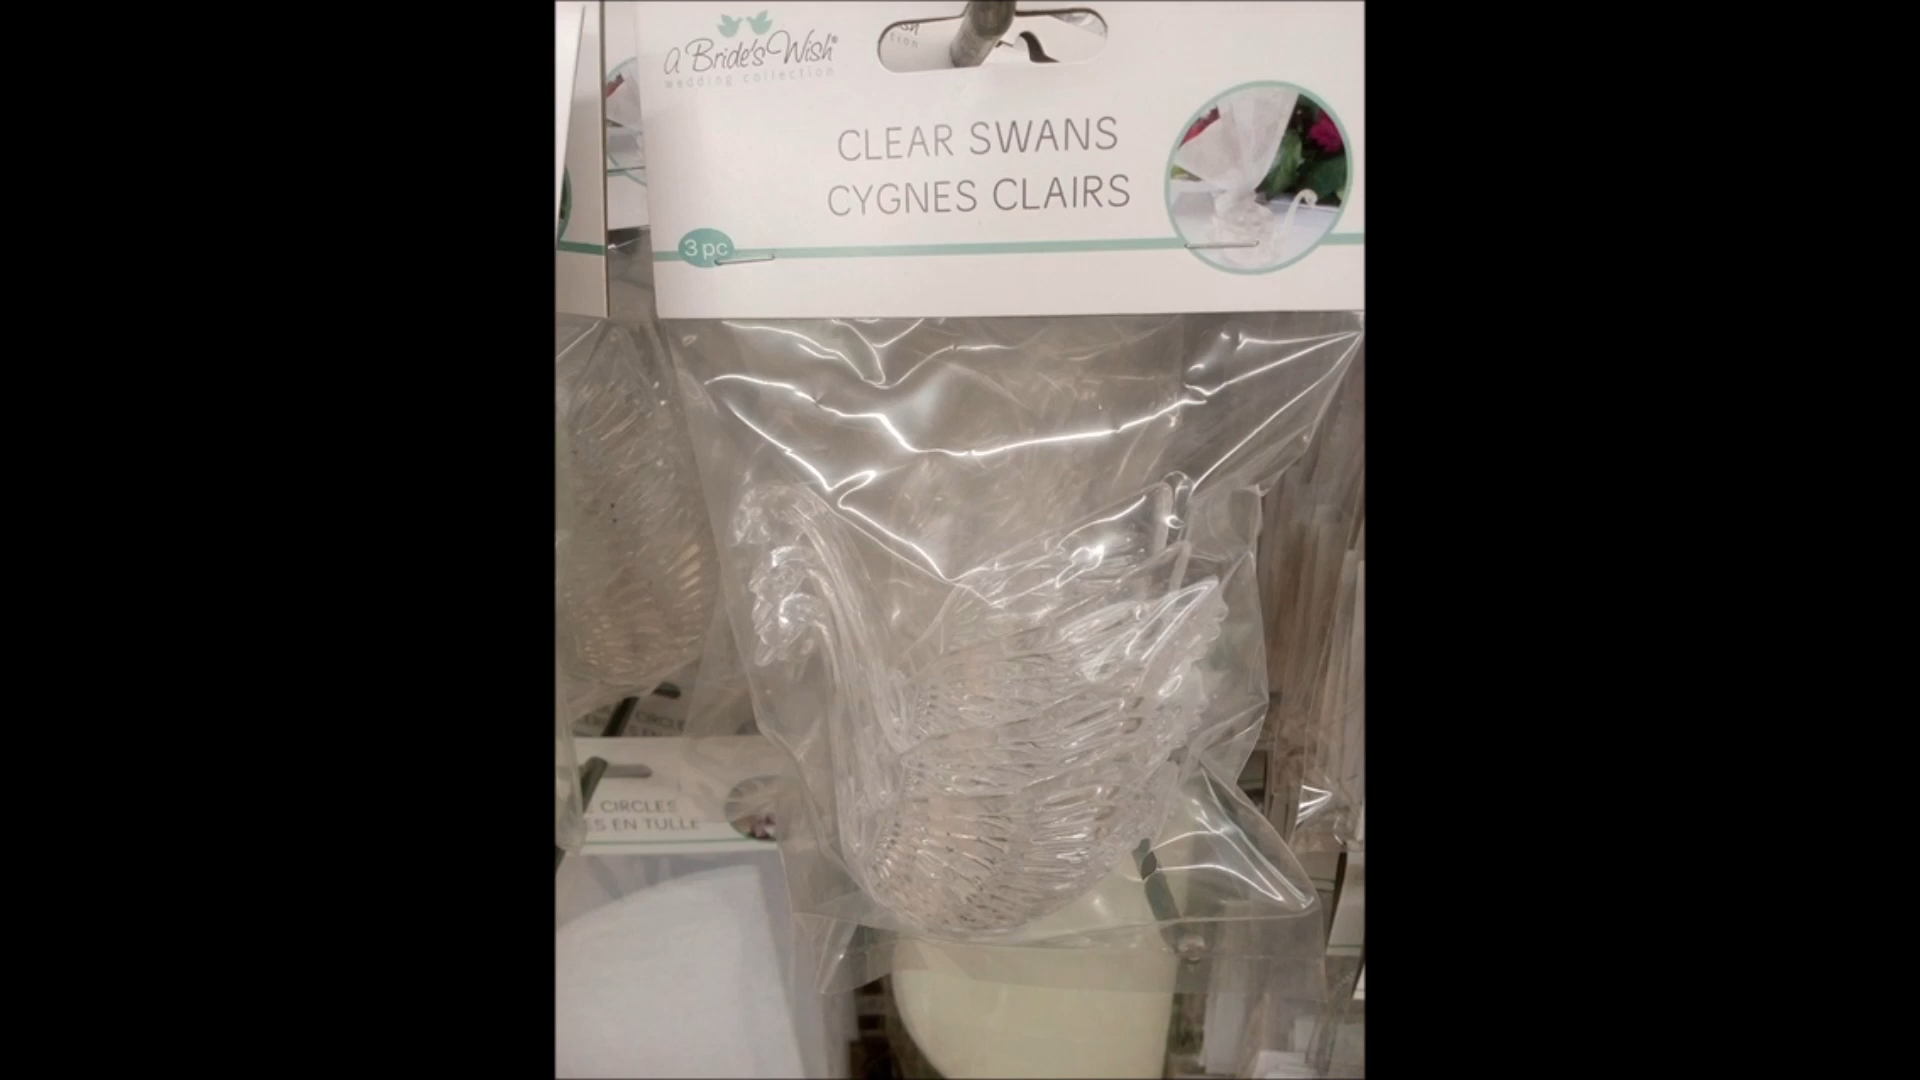 a Bride's Wish®
wedding collection
CLEAR SWANS
CYGNES CLAIRS
3 pc
CIRCLES
ES EN TULLE